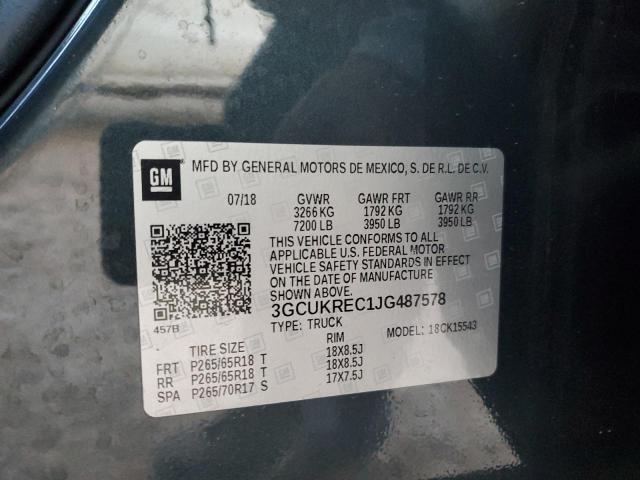 GM
MFD BY GENERAL MOTORS DE MEXICO, S. DE R.L. DE C.V.
07/18 GVWR GAWR FRT GAWR RR
3266 KG 1792 KG 1792 KG
7200 LB 3950 LB 3950 LB
THIS VEHICLE CONFORMS TO ALL
APPLICABLE U.S. FEDERAL MOTOR
VEHICLE SAFETY STANDARDS IN EFFECT
ON THE DATE OF MANUFACTURE
SHOWN ABOVE.
457B 3GCUKREC1JG487578
TYPE: TRUCK MODEL: 18CK15543
TIRE SIZE RIM
FRT P265/65R18 T 18X8.5J
RR P265/65R18 T 18X8.5J
SPA P265/70R17 S 17X7.5J